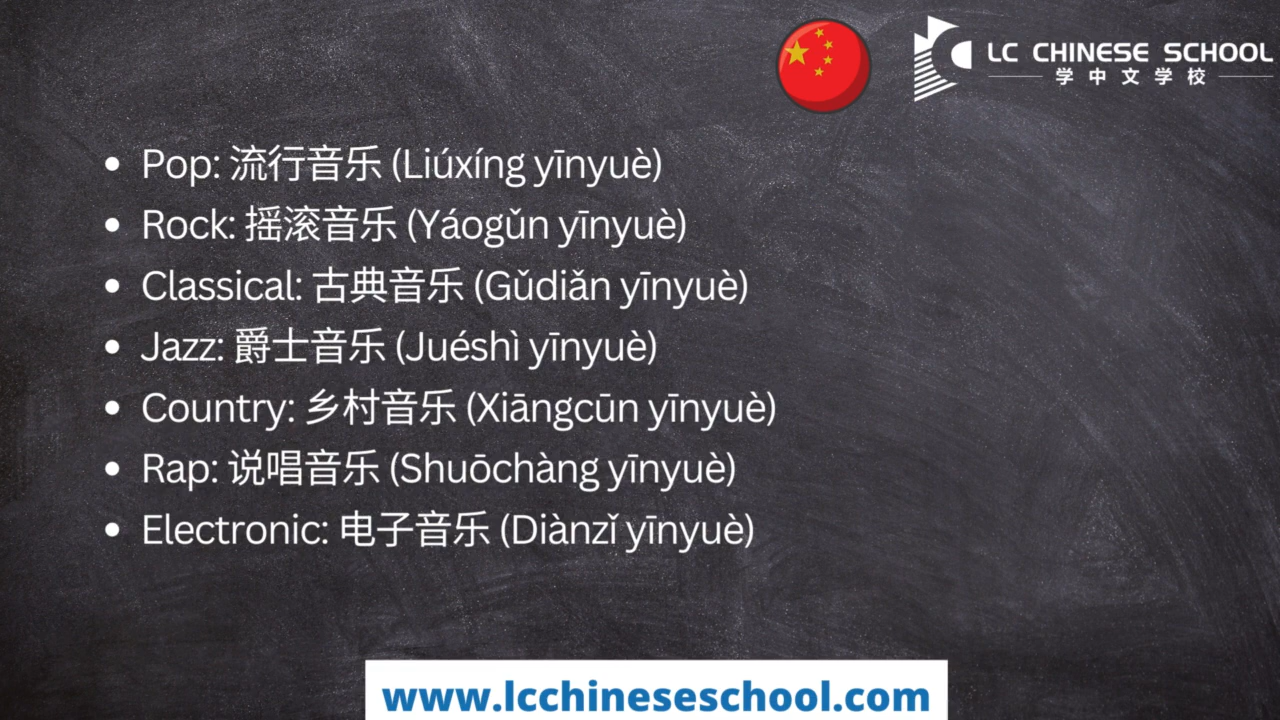 LC CHINESE SCHOOL
学中文学校
• Pop: 流行音乐 (Liúxíng yīnyuè)
• Rock: 摇滚音乐 (Yáogǔn yīnyuè)
• Classical: 古典音乐 (Gǔdiǎn yīnyuè)
• Jazz: 爵士音乐 (Juéshì yīnyuè)
• Country: 乡村音乐 (Xiāngcūn yīnyuè)
• Rap: 说唱音乐 (Shuōchàng yīnyuè)
• Electronic: 电子音乐 (Diànzǐ yīnyuè)
www.lcchineseschool.com